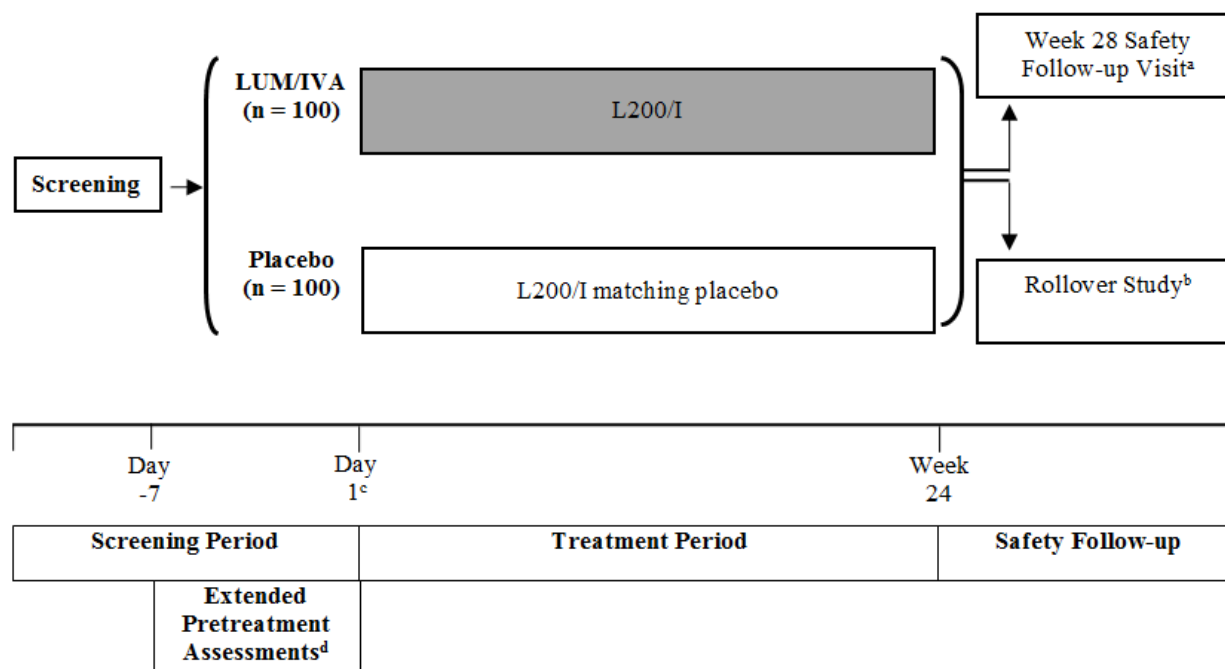 Screening
LUM/IVA
(n = 100)
L200/I
Placebo
(n = 100)
L200/I matching placebo
Week 28 Safety
Follow-up Visitᵃ
Rollover Studyᵇ
Day
-7
Day
1ᶜ
Week
24
Screening Period
Treatment Period
Safety Follow-up
Extended
Pretreatment
Assessmentsᵈ